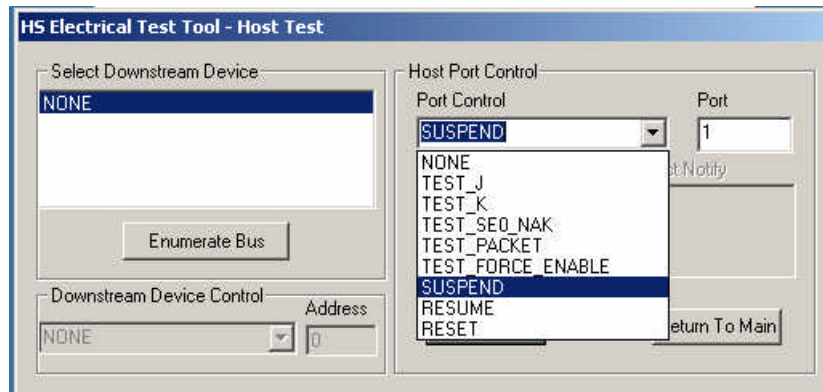 HS Electrical Test Tool - Host Test
Select Downstream Device
NONE
Enumerate Bus
Downstream Device Control
Address
NONE
0
Host Port Control
Port Control
Port
SUSPEND
1
Notify
NONE
TEST_J
TEST_K
TEST_SE0_NAK
TEST_PACKET
TEST_FORCE_ENABLE
SUSPEND
RESUME
RESET
eturn To Main